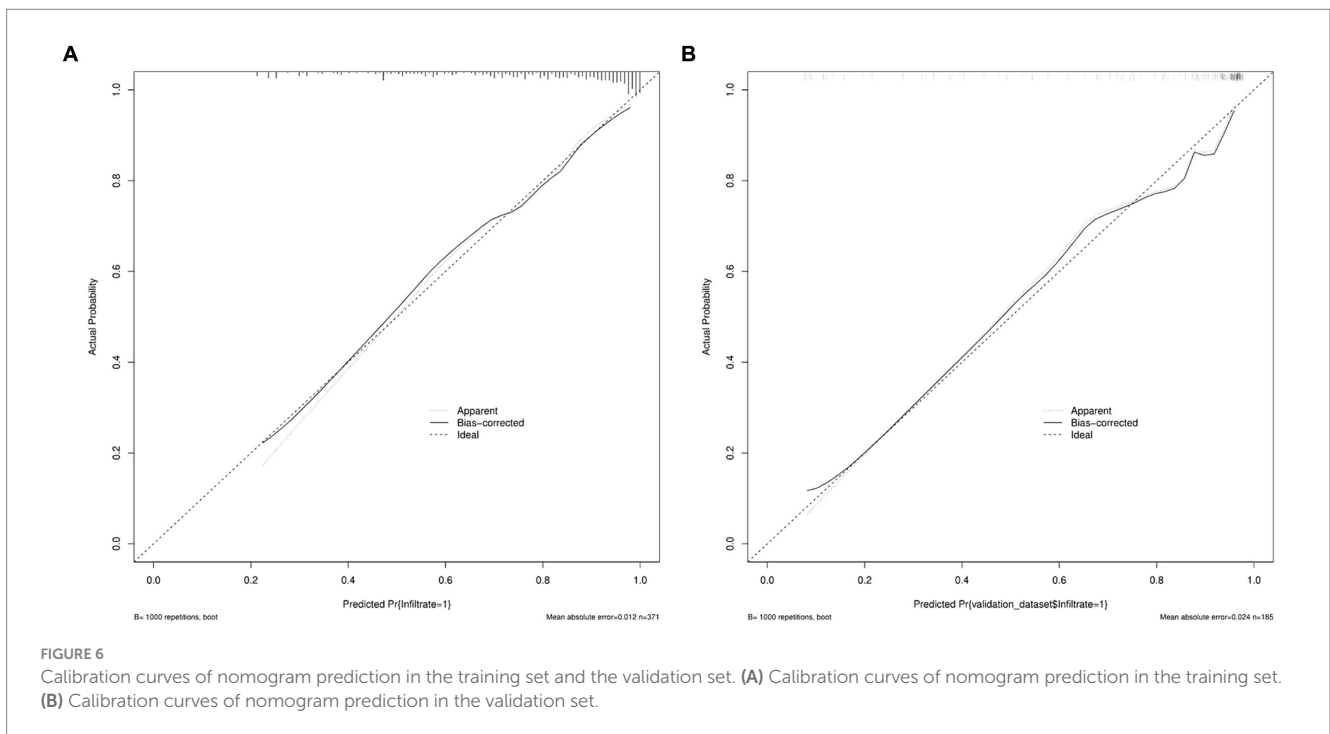 A
1.0
0.8
0.6
0.4
0.2
0.0
Actual Probability
Apparent
Bias-corrected
Ideal
0.0 0.2 0.4 0.6 0.8 1.0
Predicted Pr{Infiltrate=1}
B= 1000 repetitions, boot
Mean absolute error=0.012 n=371
B
1.0
0.8
0.6
0.4
0.2
0.0
Actual Probability
Apparent
Bias-corrected
Ideal
0.0 0.2 0.4 0.6 0.8 1.0
Predicted Pr{validation_dataset$Infiltrate=1}
B= 1000 repetitions, boot
Mean absolute error=0.024 n=185
FIGURE 6
Calibration curves of nomogram prediction in the training set and the validation set. (A) Calibration curves of nomogram prediction in the training set.
(B) Calibration curves of nomogram prediction in the validation set.